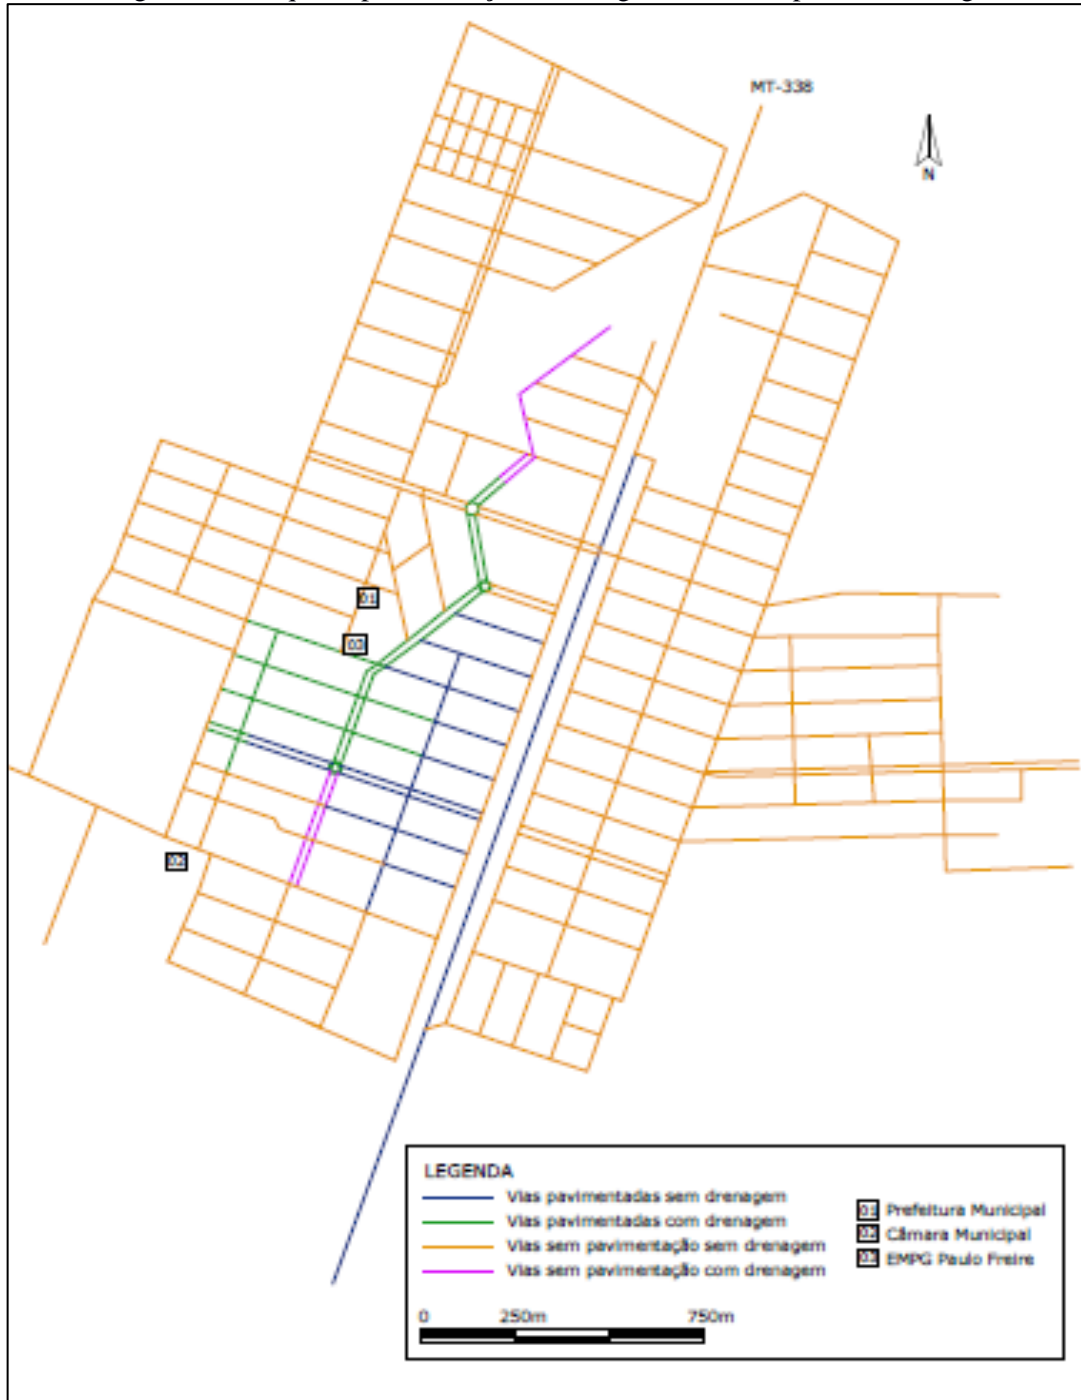 MT-338
N
01
03
02
LEGENDA
Vias pavimentadas sem drenagem
Vias pavimentadas com drenagem
Vias sem pavimentação sem drenagem
Vias sem pavimentação com drenagem
01 Prefeitura Municipal
02 Câmara Municipal
03 EMPG Paulo Freire
0 250m 750m